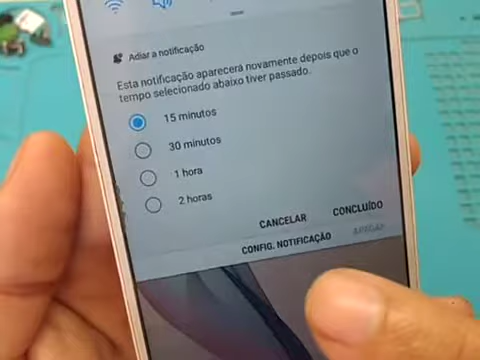 Adiar a notificação
Esta notificação aparecerá novamente depois que o
tempo selecionado abaixo tiver passado.
15 minutos
30 minutos
1 hora
2 horas
CANCELAR CONCLUÍDO
CONFIG. NOTIFICAÇÃO APAGAR